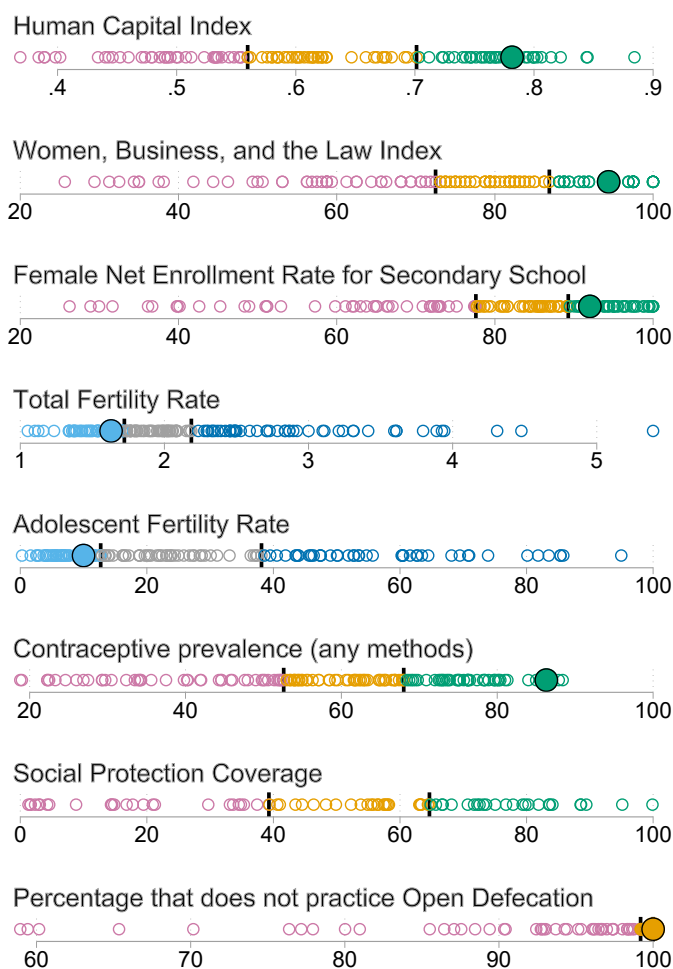 Human Capital Index
.4 .5 .6 .7 .8 .9
Women, Business, and the Law Index
20 40 60 80 100
Female Net Enrollment Rate for Secondary School
20 40 60 80 100
Total Fertility Rate
1 2 3 4 5
Adolescent Fertility Rate
0 20 40 60 80 100
Contraceptive prevalence (any methods)
20 40 60 80 100
Social Protection Coverage
0 20 40 60 80 100
Percentage that does not practice Open Defecation
60 70 80 90 100